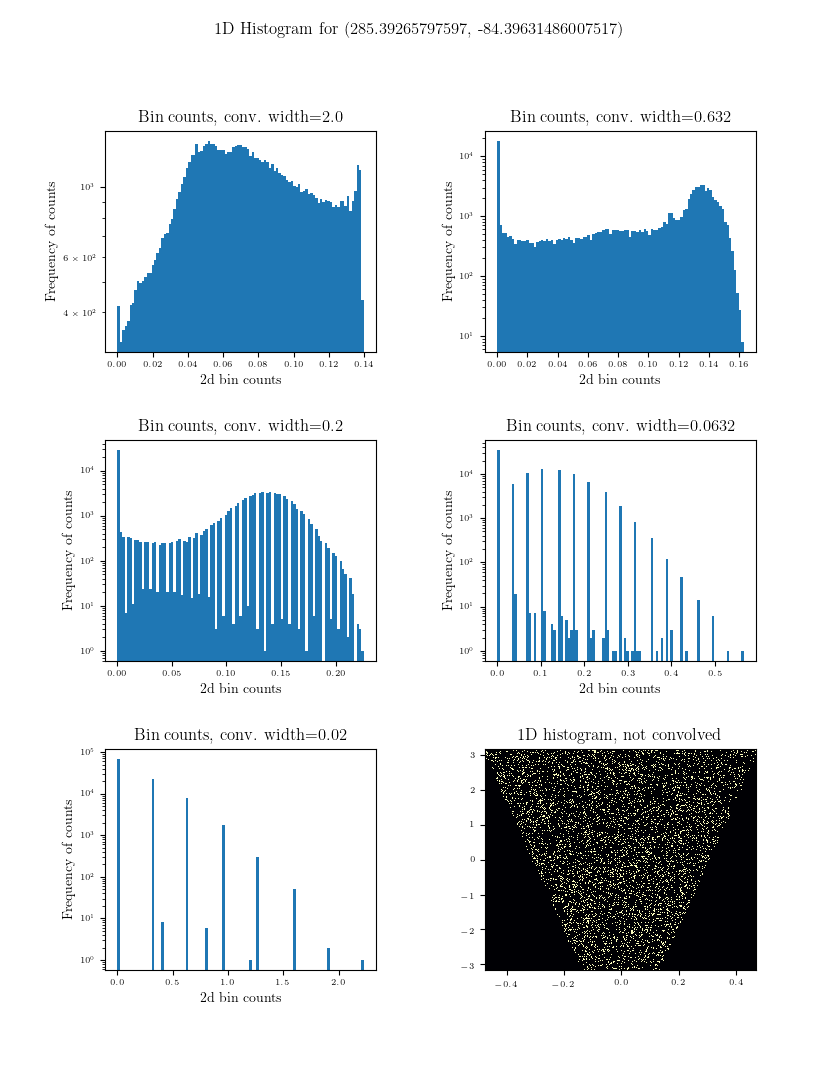 1D Histogram for (285.39265797597, -84.39631486007517)
Bin counts, conv. width=2.0
Frequency of counts
10³
6 × 10²
4 × 10²
0.00 0.02 0.04 0.06 0.08 0.10 0.12 0.14
2d bin counts
Bin counts, conv. width=0.632
Frequency of counts
10⁴
10³
10²
10¹
0.00 0.02 0.04 0.06 0.08 0.10 0.12 0.14 0.16
2d bin counts
Bin counts, conv. width=0.2
Frequency of counts
10⁴
10³
10²
10¹
10⁰
0.00 0.05 0.10 0.15 0.20
2d bin counts
Bin counts, conv. width=0.0632
Frequency of counts
10⁴
10³
10²
10¹
10⁰
0.0 0.1 0.2 0.3 0.4 0.5
2d bin counts
Bin counts, conv. width=0.02
Frequency of counts
10⁵
10⁴
10³
10²
10¹
10⁰
0.0 0.5 1.0 1.5 2.0
2d bin counts
1D histogram, not convolved
3
2
1
0
−1
−2
−3
−0.4 −0.2 0.0 0.2 0.4